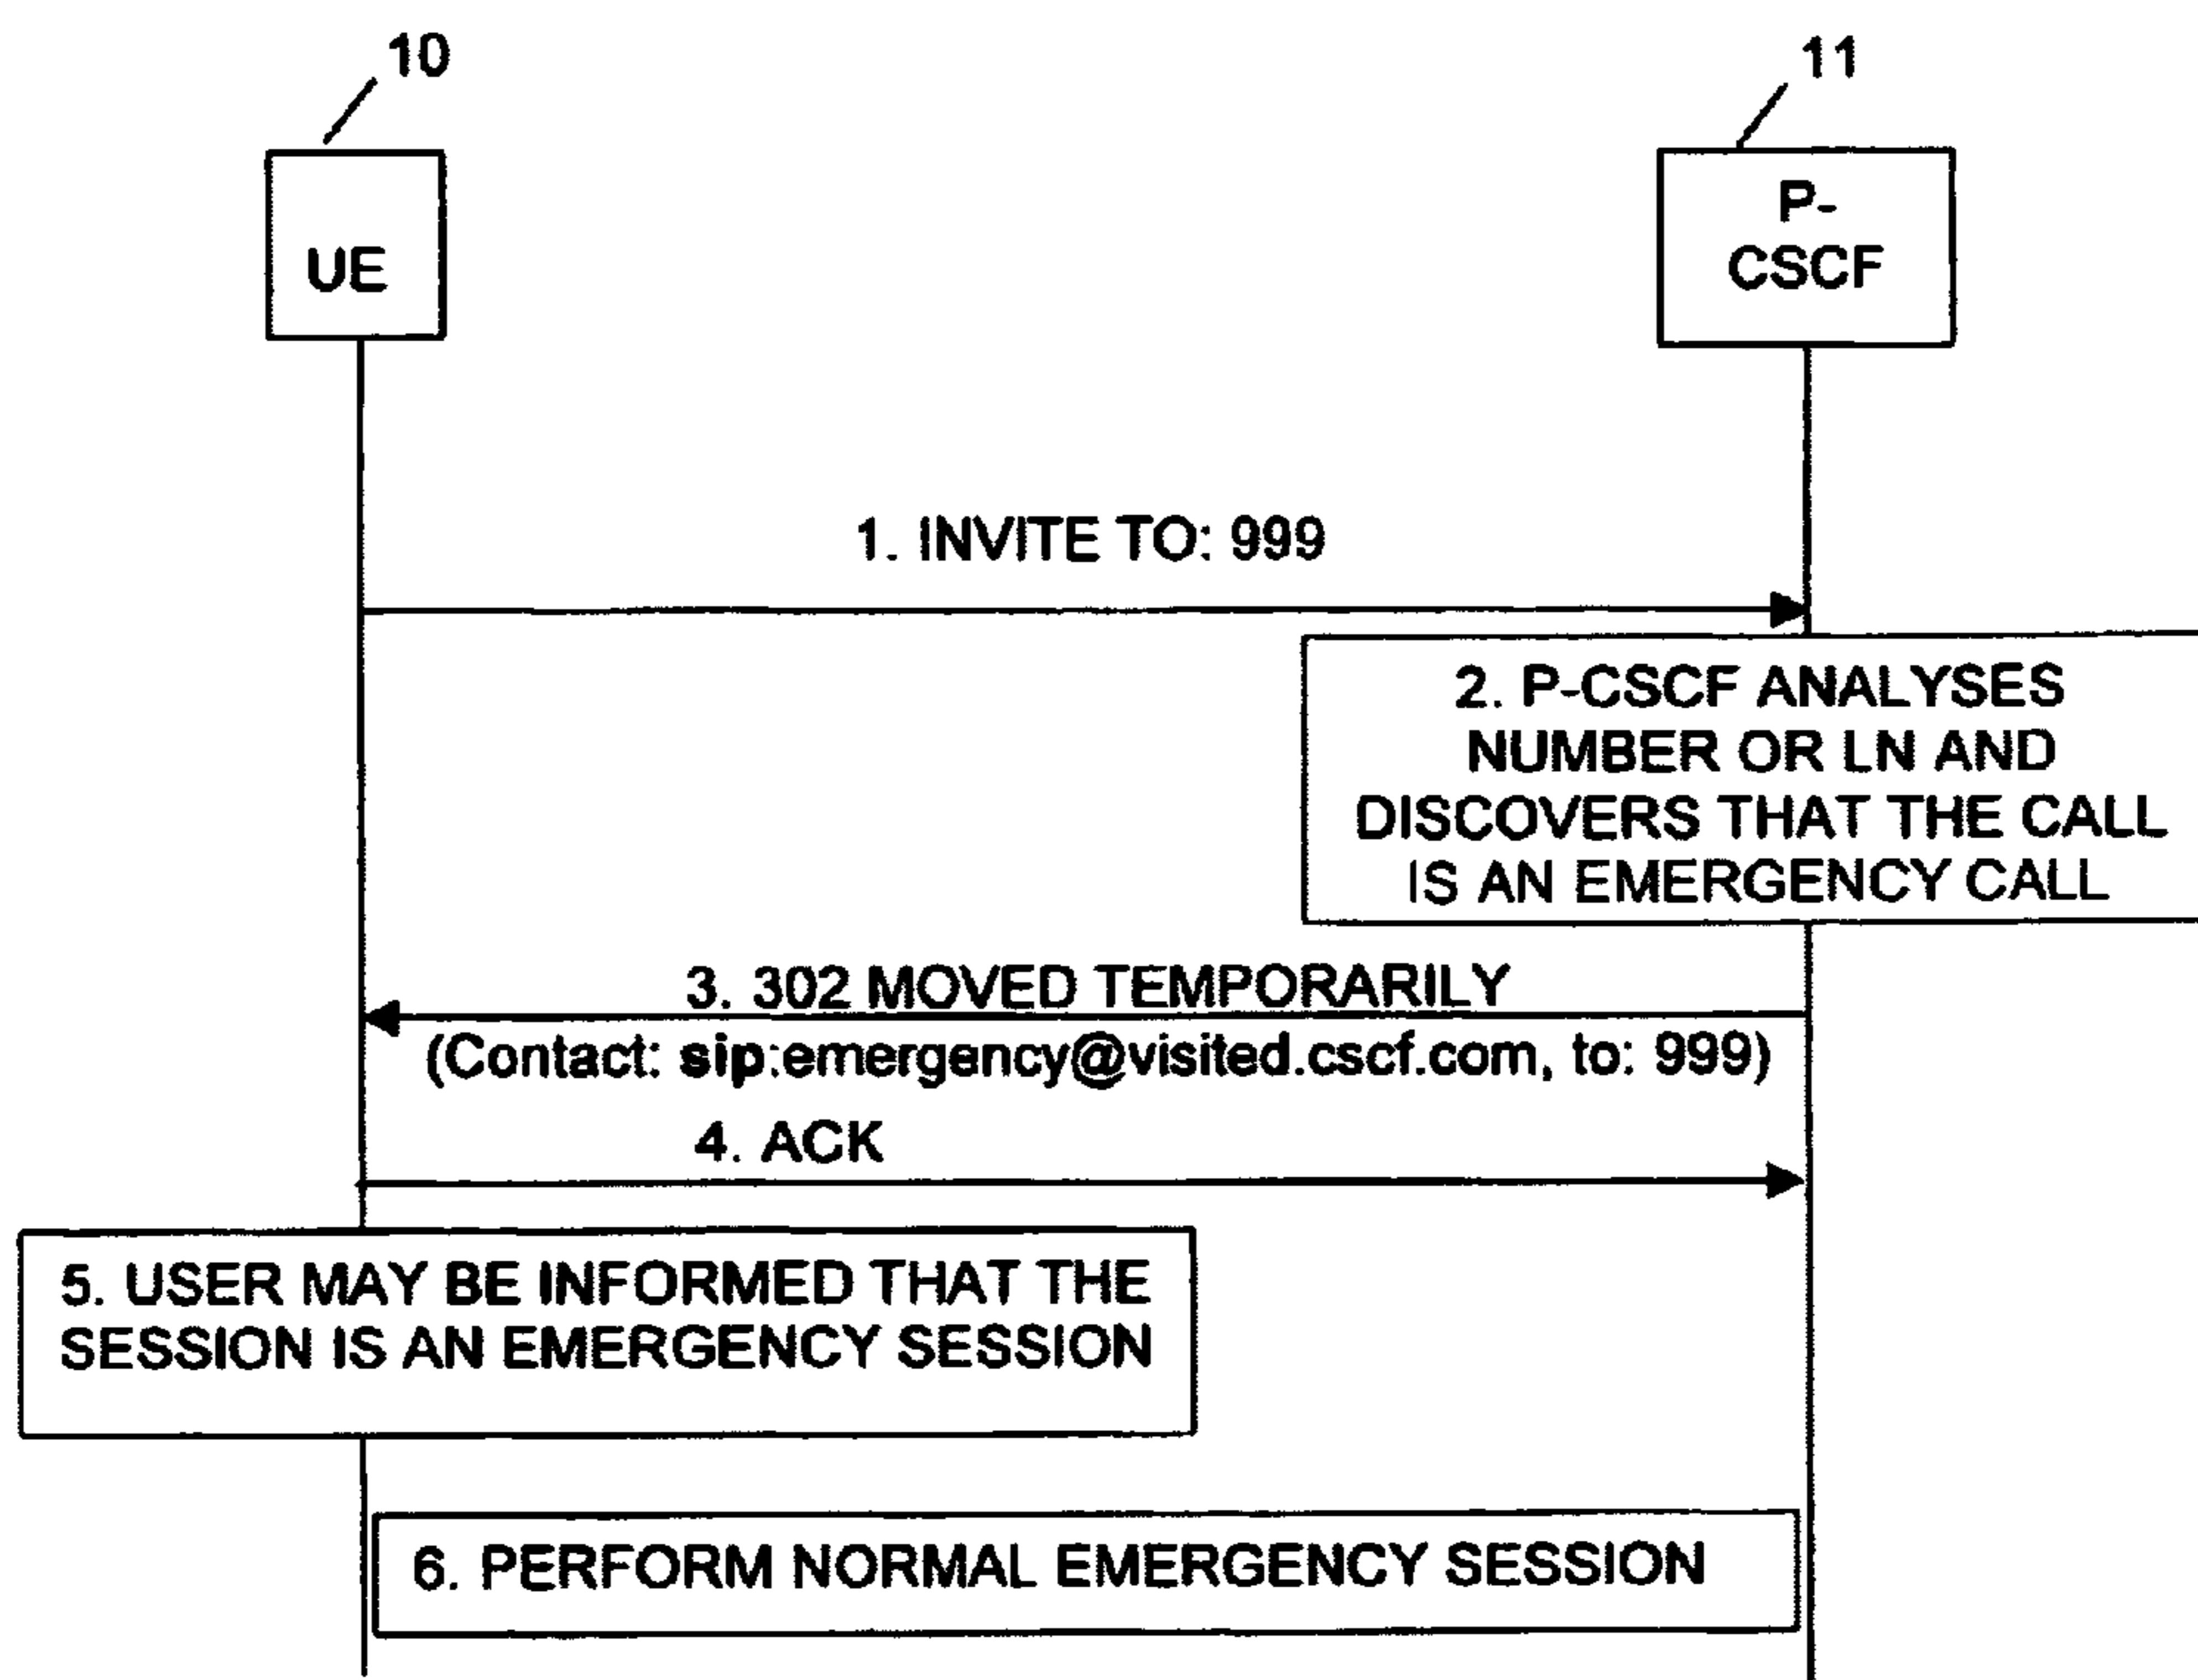 10
11
UE
P-
CSCF
1. INVITE TO: 999
2. P-CSCF ANALYSES
NUMBER OR LN AND
DISCOVERS THAT THE CALL
IS AN EMERGENCY CALL
3. 302 MOVED TEMPORARILY
(Contact: sip:emergency@visited.cscf.com, to: 999)
4. ACK
5. USER MAY BE INFORMED THAT THE
SESSION IS AN EMERGENCY SESSION
6. PERFORM NORMAL EMERGENCY SESSION